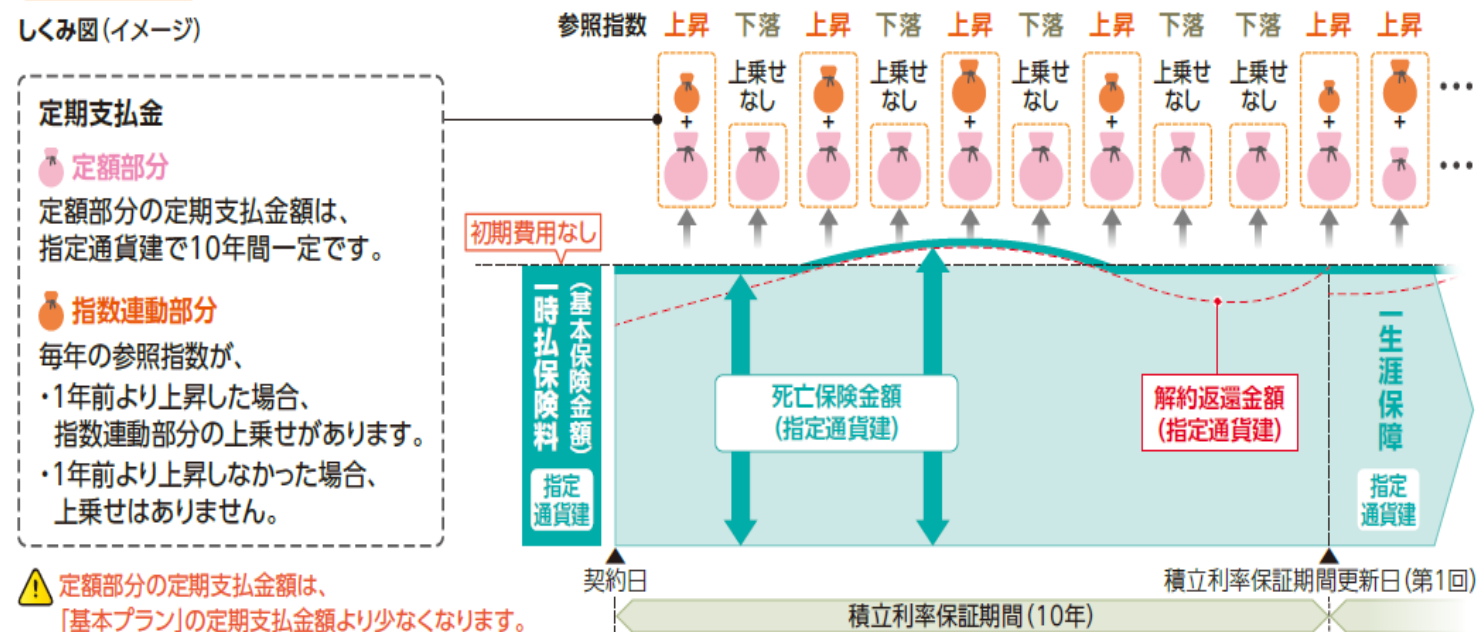 しくみ図(イメージ)
参照指数 上昇 下落 上昇 下落 上昇 下落 上昇 下落 下落 上昇 上昇
上乗せ
なし
上乗せ
なし
上乗せ
なし
上乗せ
なし
上乗せ
なし
+ + + + + +
•••
•••
定期支払金
定額部分
定額部分の定期支払金額は、
指定通貨建で10年間一定です。
指数連動部分
毎年の参照指数が、
・1年前より上昇した場合、
指数連動部分の上乗せがあります。
・1年前より上昇しなかった場合、
上乗せはありません。
定額部分の定期支払金額は、
「基本プラン」の定期支払金額より少なくなります。
初期費用なし
(基本保険金額)
一時払保険料
指定
通貨建
死亡保険金額
(指定通貨建)
解約返還金額
(指定通貨建)
一生涯保障
指定
通貨建
契約日
積立利率保証期間更新日(第1回)
積立利率保証期間(10年)